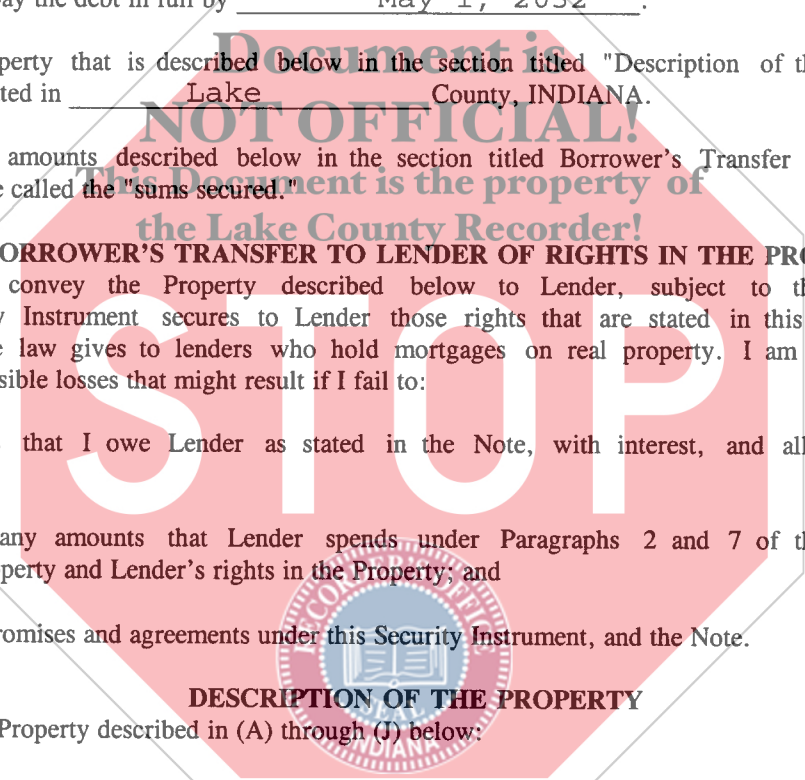 ay the debt in full by May 1, 2032.
Document is
perty that is described below in the section titled "Description of th
ted in Lake County, INDIANA.
NOT OFFICIAL!
amounts described below in the section titled Borrower's Transfer
This Document is the property of
e called the "sums secured."
the Lake County Recorder!
ORROWER'S TRANSFER TO LENDER OF RIGHTS IN THE PRO
convey the Property described below to Lender, subject to th
y Instrument secures to Lender those rights that are stated in this
e law gives to lenders who hold mortgages on real property. I am
sible losses that might result if I fail to:
that I owe Lender as stated in the Note, with interest, and all
any amounts that Lender spends under Paragraphs 2 and 7 of th
perty and Lender's rights in the Property; and
romises and agreements under this Security Instrument, and the Note.
DESCRIPTION OF THE PROPERTY
Property described in (A) through (J) below:
STOP
RECORDER'S OFFICE
SEAL
INDIANA